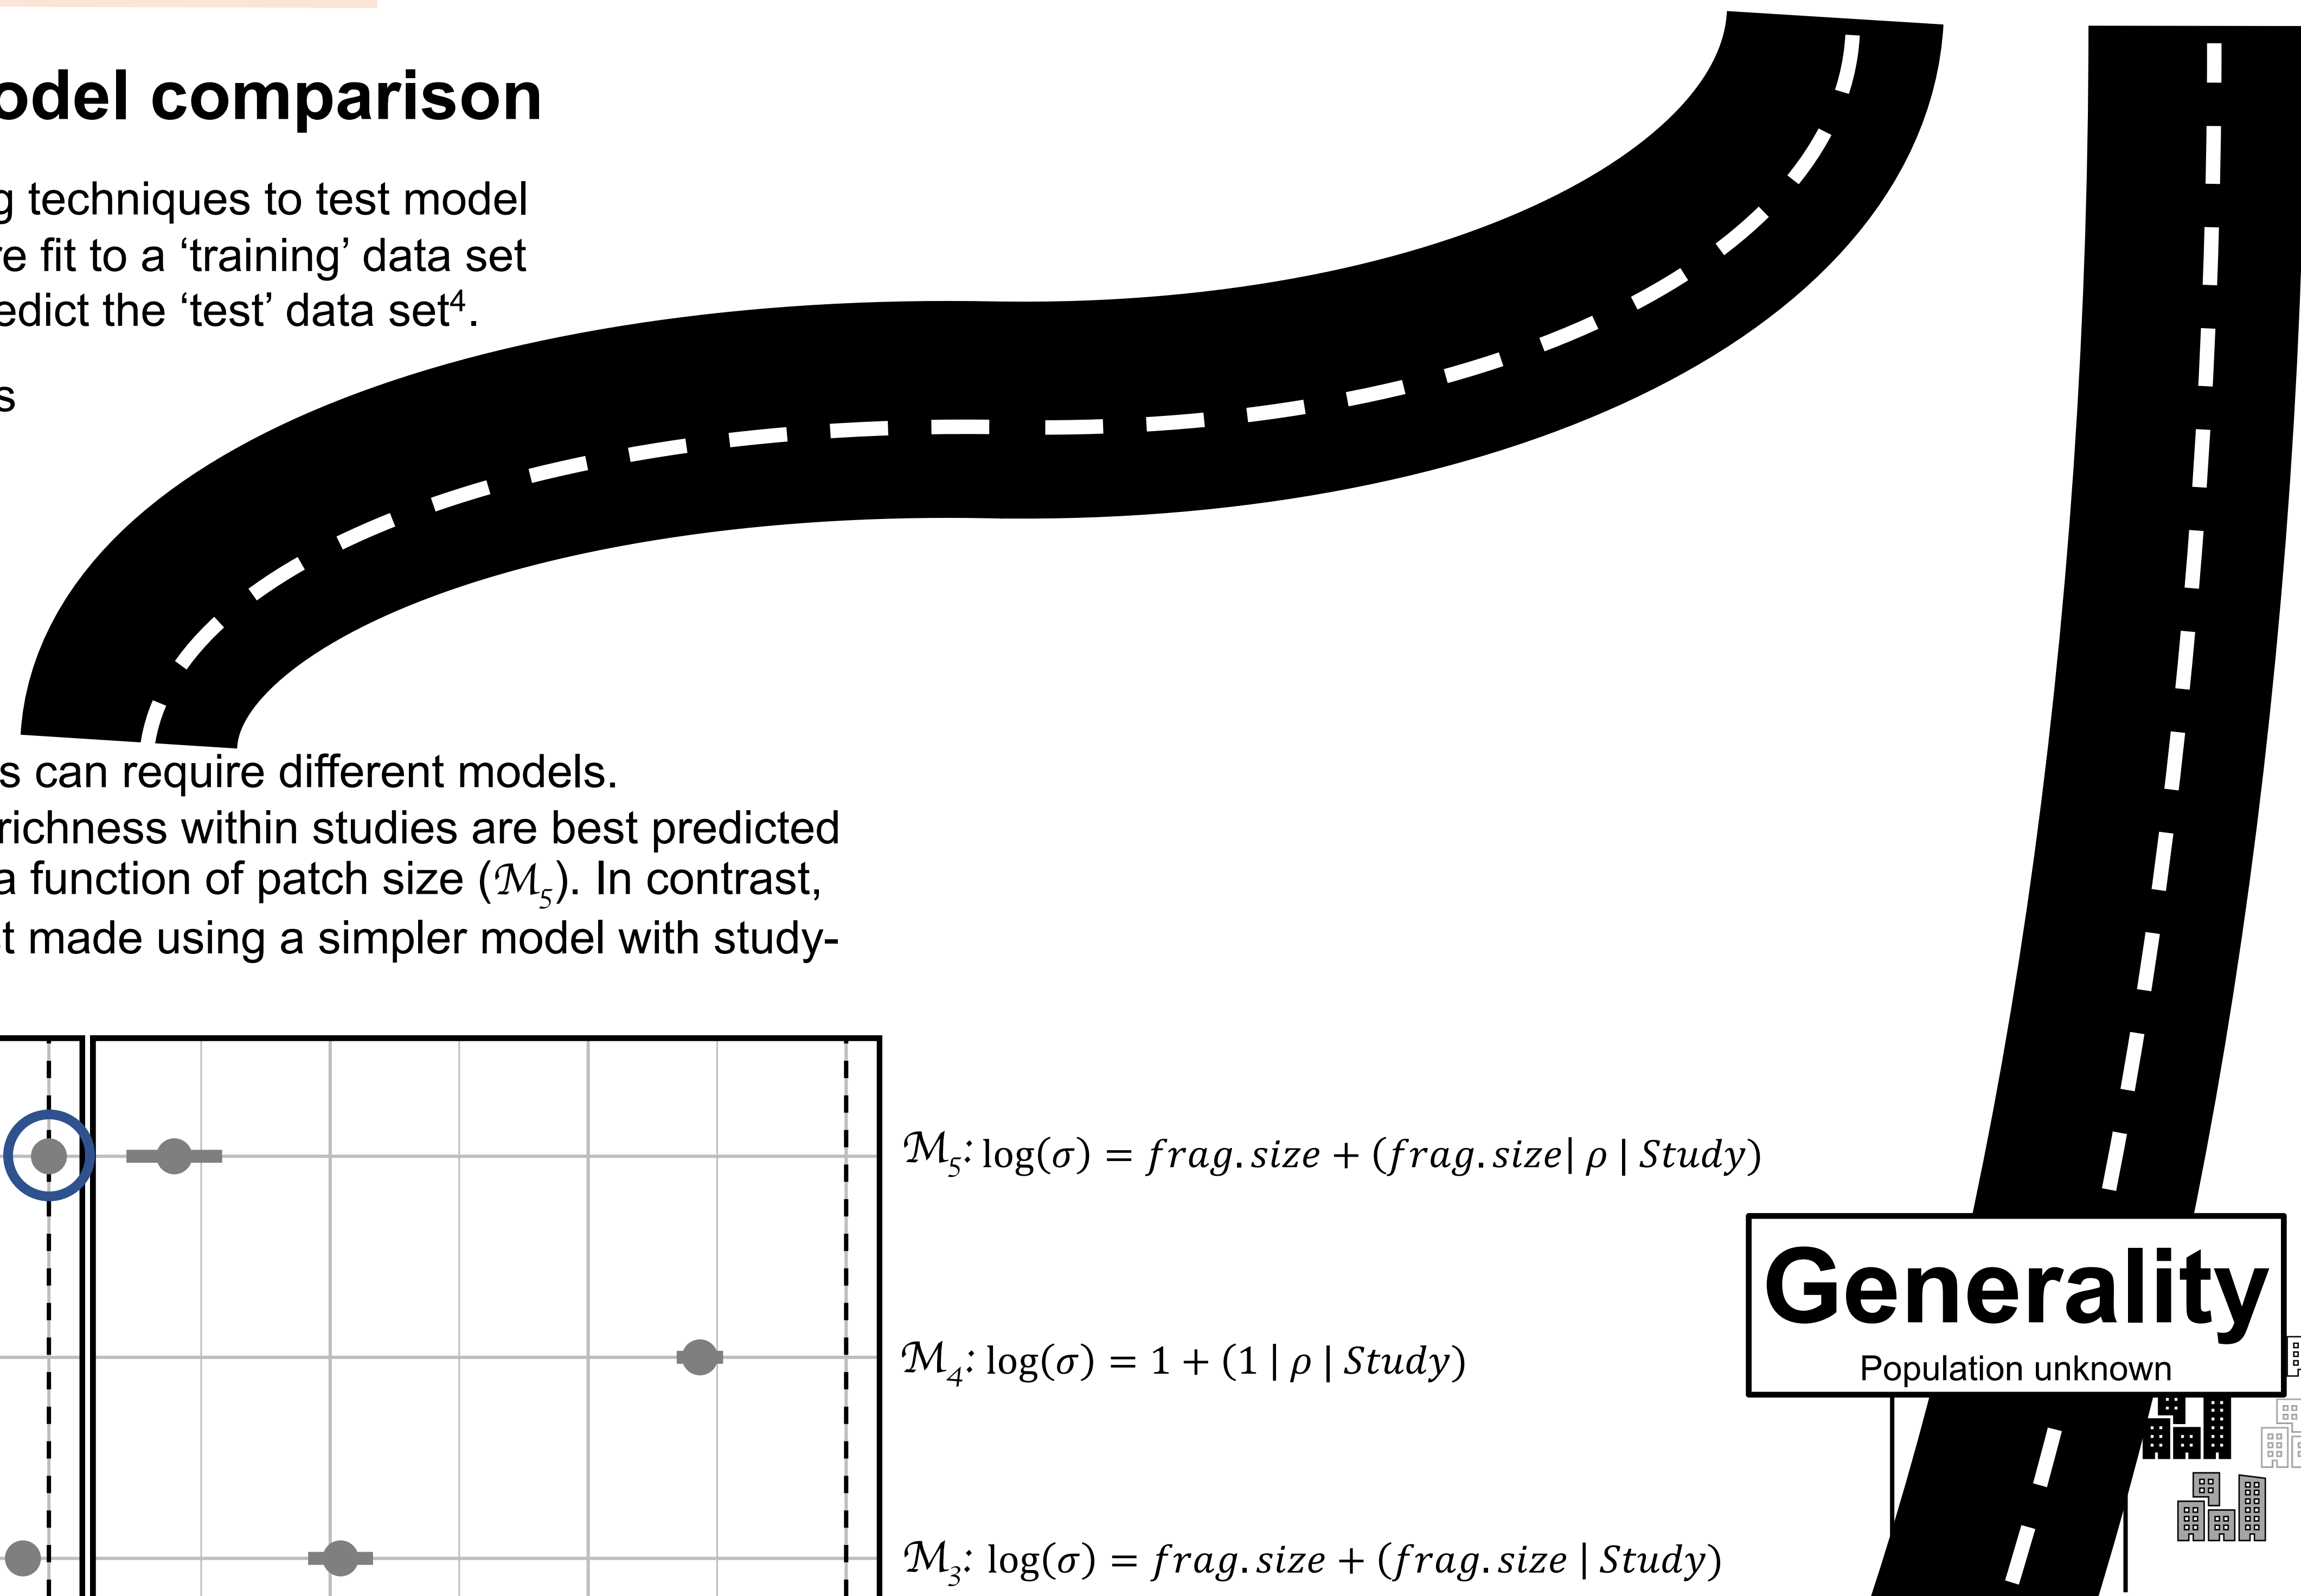 odel comparison
g techniques to test model
re fit to a ‘training’ data set
edict the ‘test’ data set⁴.
s
s can require different models.
richness within studies are best predicted
a function of patch size (ℳ₅). In contrast,
t made using a simpler model with study-
ℳ₅: log(σ) = frag. size + (frag. size| ρ | Study)
ℳ₄: log(σ) = 1 + (1 | ρ | Study)
ℳ₃: log(σ) = frag. size + (frag. size | Study)
Generality
Population unknown